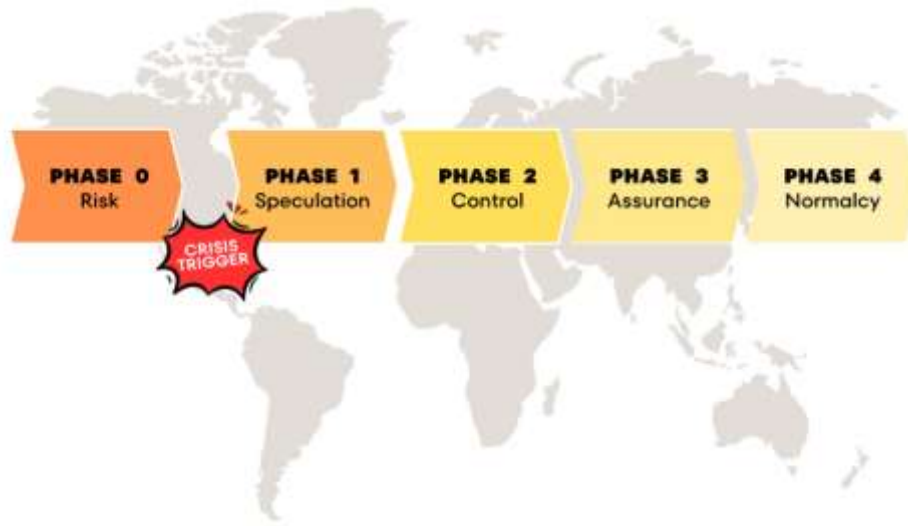 PHASE 0
Risk
CRISIS
TRIGGER
PHASE 1
Speculation
PHASE 2
Control
PHASE 3
Assurance
PHASE 4
Normalcy